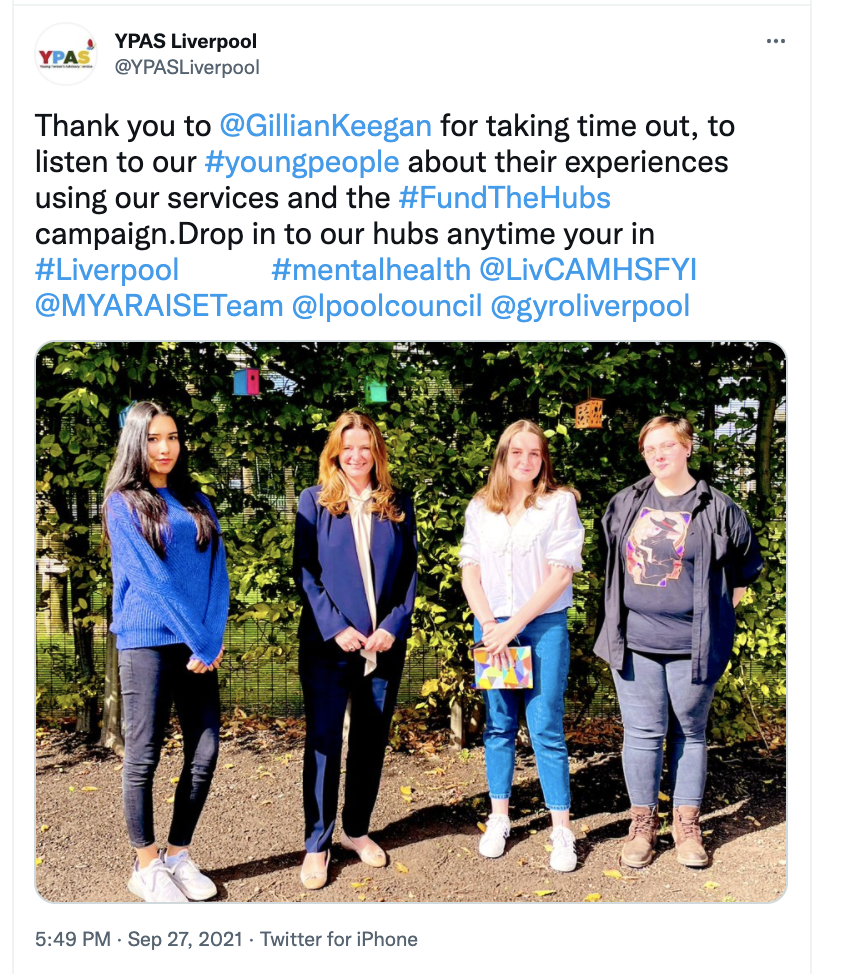 YPAS
YPAS Liverpool
@YPASLiverpool
Thank you to @GillianKeegan for taking time out, to
listen to our #youngpeople about their experiences
using our services and the #FundTheHubs
campaign.Drop in to our hubs anytime your in
#Liverpool #mentalhealth @LivCAMHSFYI
@MYARAISETeam @lpoolcouncil @gyroliverpool
5:49 PM · Sep 27, 2021 · Twitter for iPhone